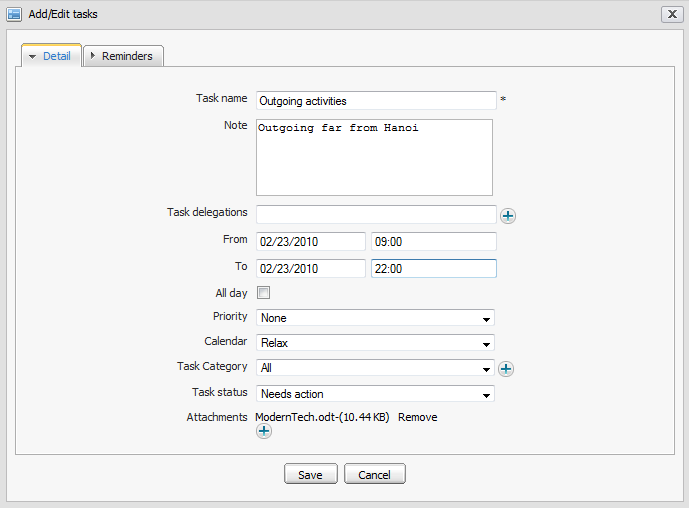 Add/Edit tasks
Detail
Reminders
Task name Outgoing activities *
Note Outgoing far from Hanoi
Task delegations
From 02/23/2010 09:00
To 02/23/2010 22:00
All day
Priority None
Calendar Relax
Task Category All
Task status Needs action
Attachments ModernTech.odt-(10.44 KB) Remove
Save Cancel